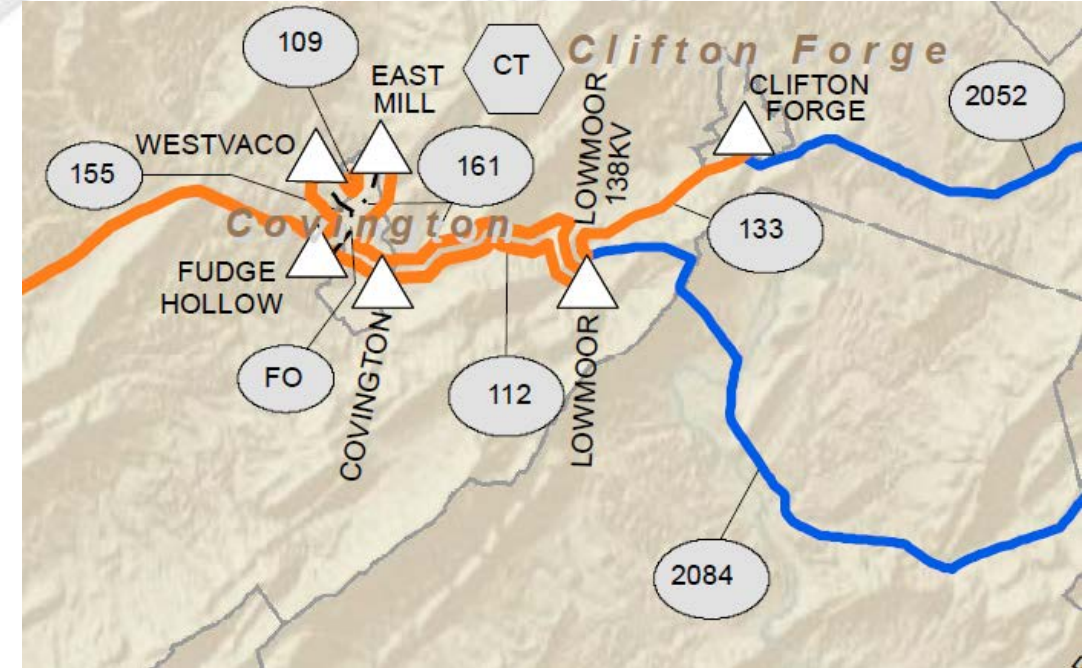 109
CT
Clifton Forge
EAST
MILL
CLIFTON
FORGE
2052
WESTVACO
155
161
LOWMOOR
138KV
Covington
133
FUDGE
HOLLOW
FO
112
COVINGTON
LOWMOOR
2084